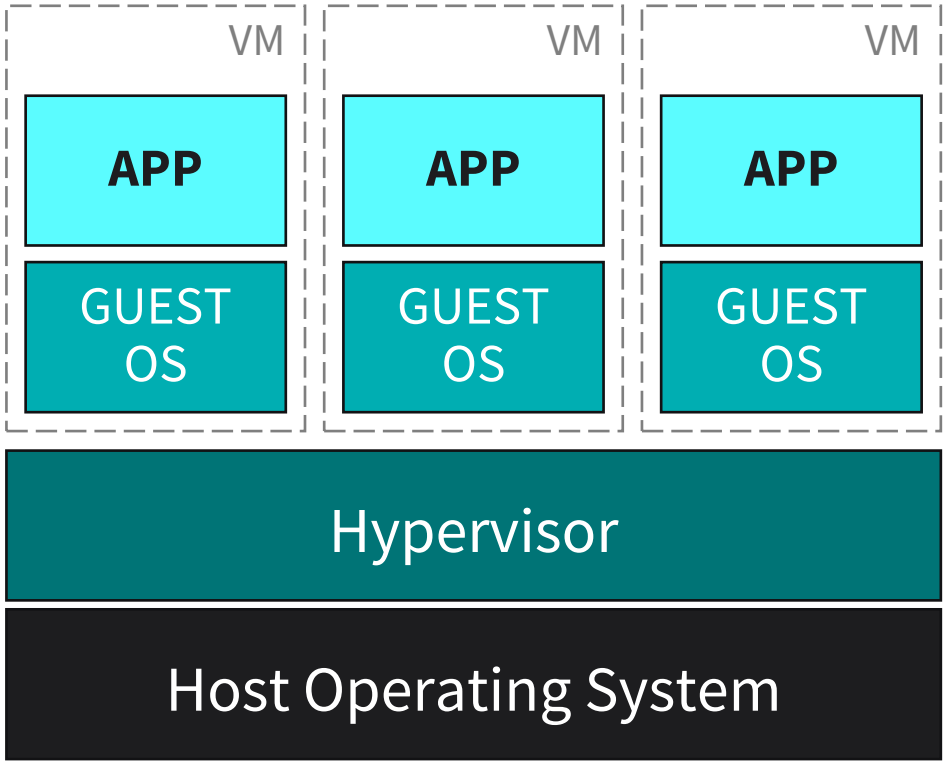 VM
VM
VM
APP
APP
APP
GUEST
OS
GUEST
OS
GUEST
OS
Hypervisor
Host Operating System